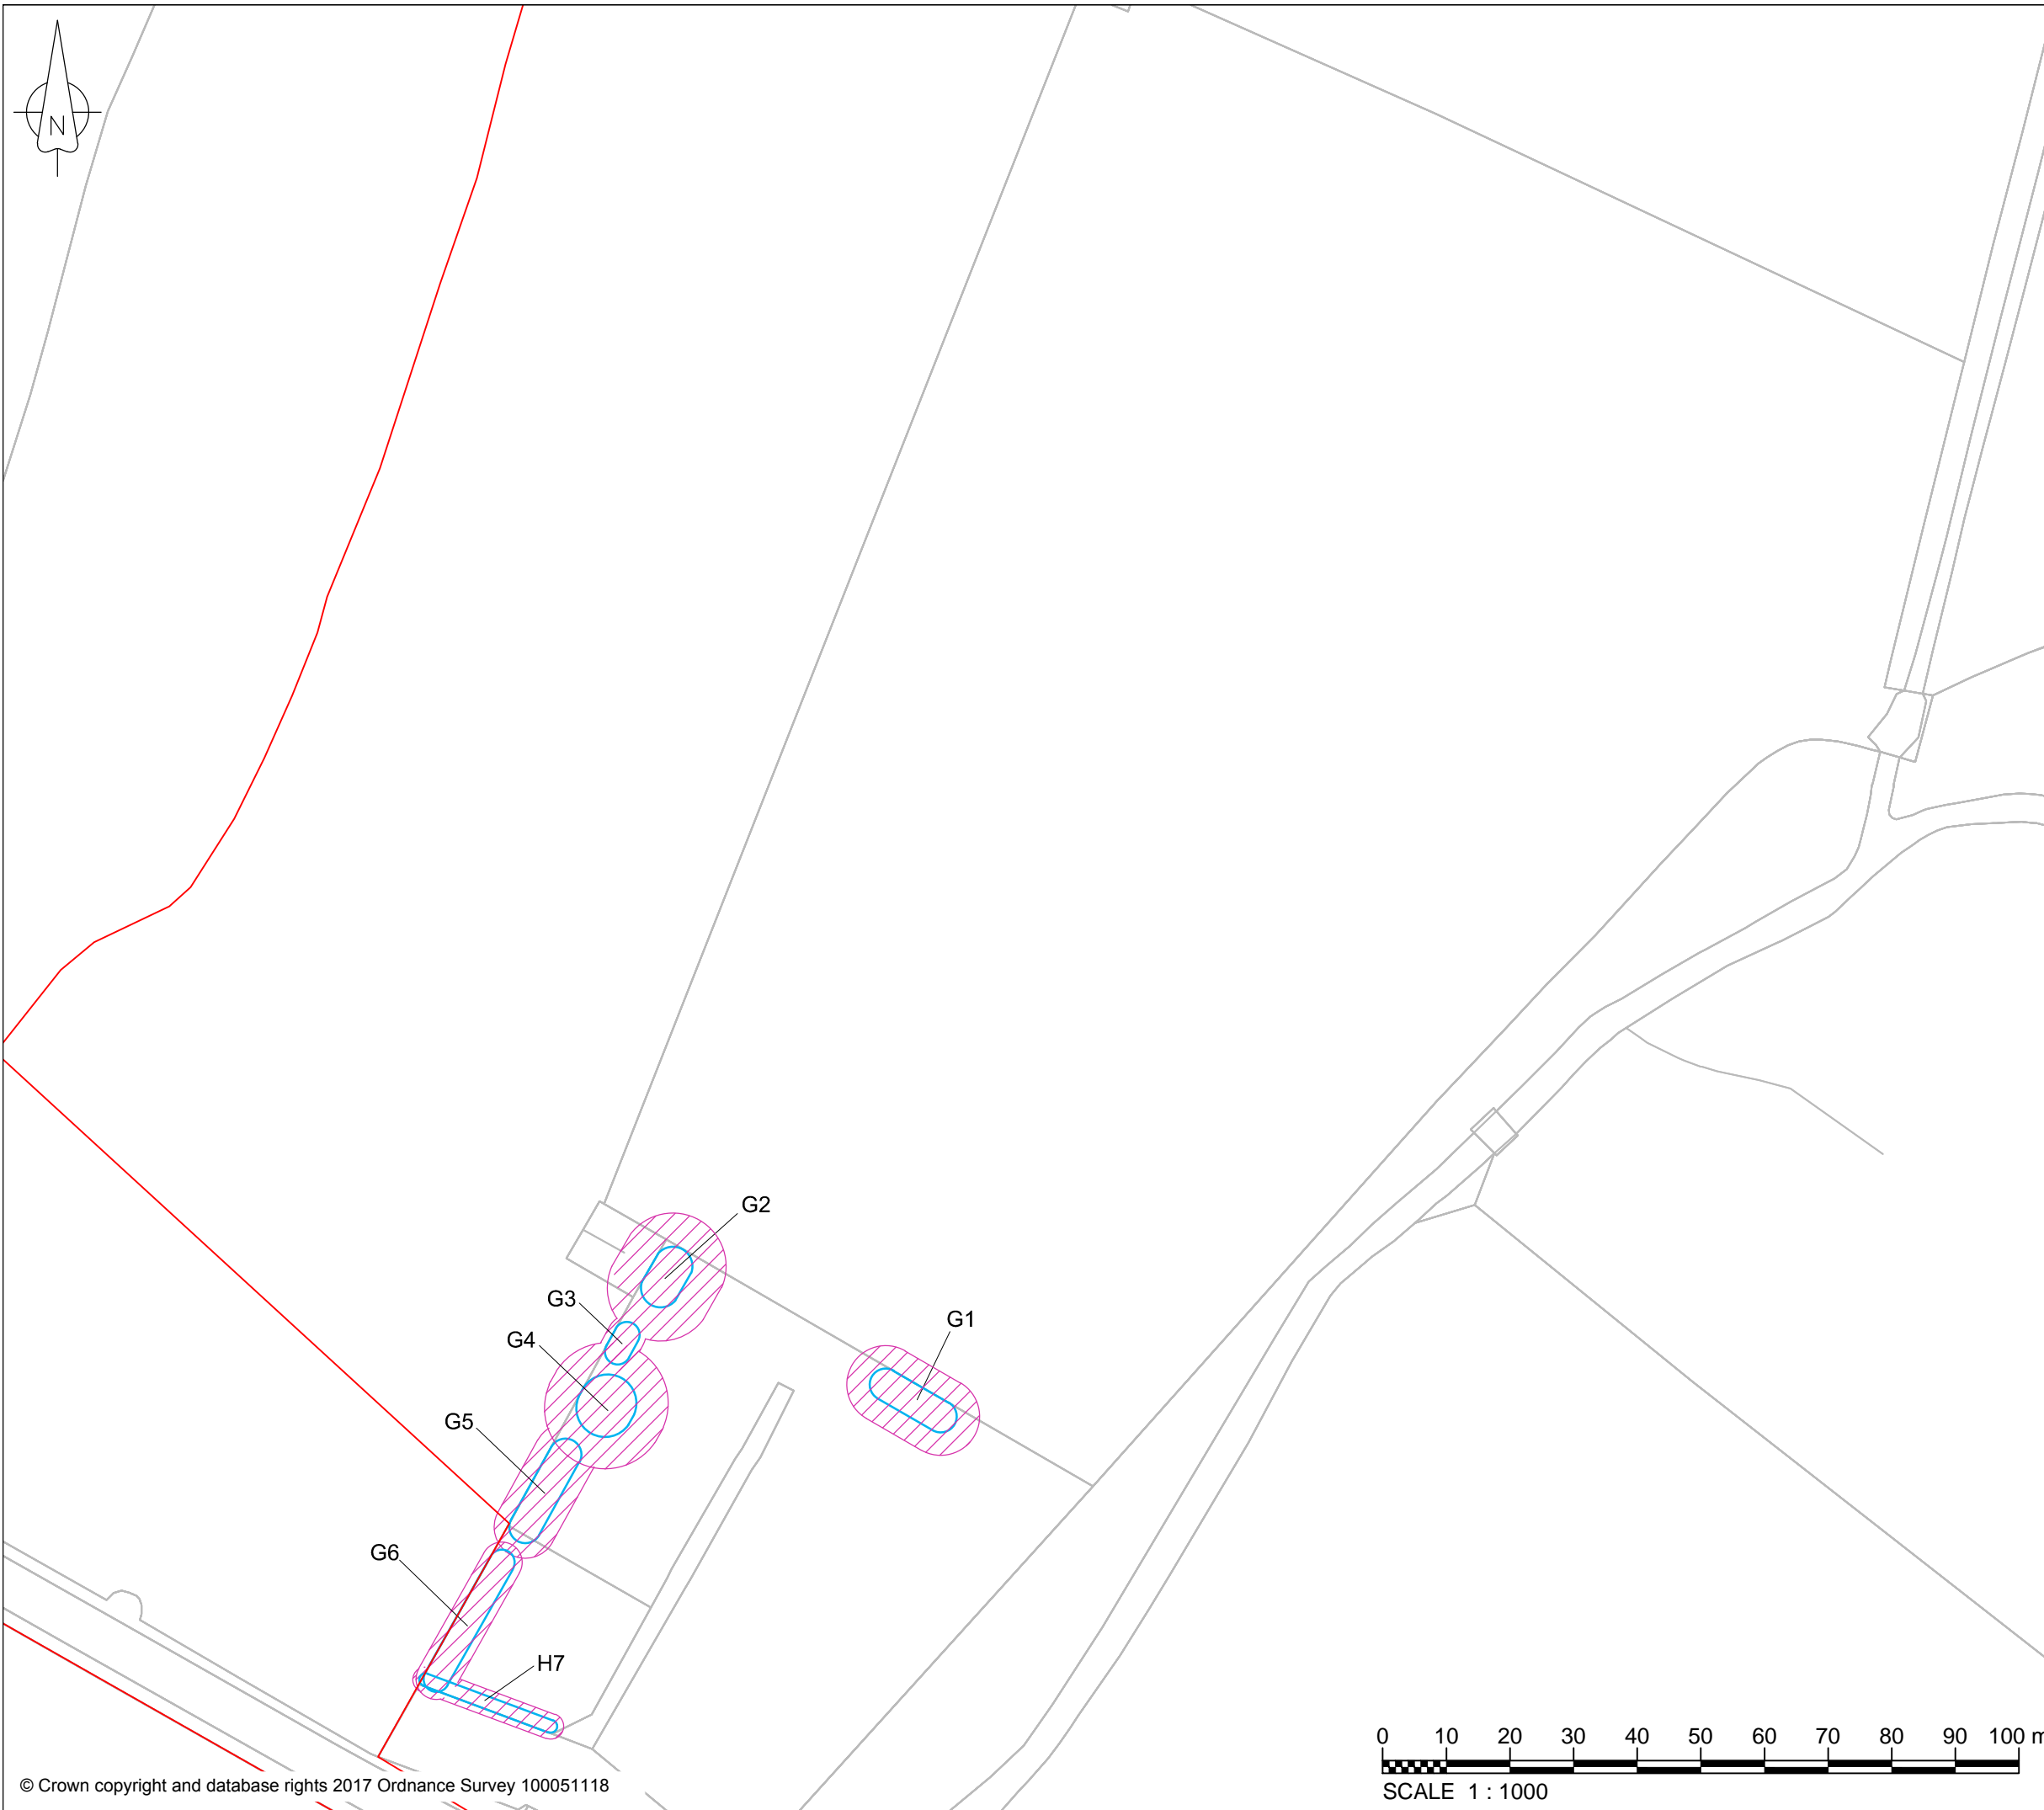 N
G2
G3
G1
G4
G5
G6
H7
0 10 20 30 40 50 60 70 80 90 100 m
SCALE 1 : 1000
© Crown copyright and database rights 2017 Ordnance Survey 100051118